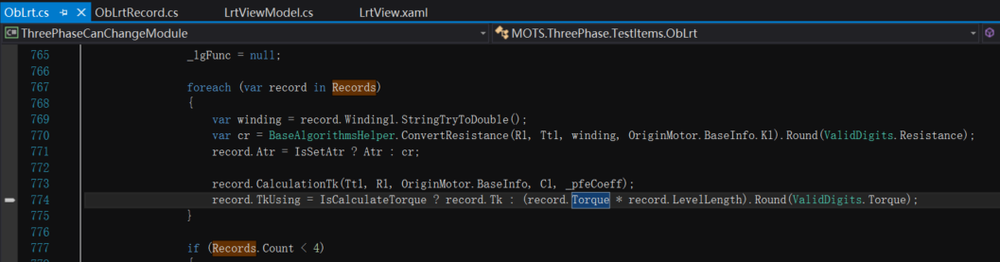 ObLrt.cs ObLrtRecord.cs LrtViewModel.cs LrtView.xaml
C# ThreePhaseCanChangeModule MOTS.ThreePhase.TestItems.ObLrt
765 _lgFunc = null;
766
767 foreach (var record in Records)
768 {
769 var winding = record.Winding1.StringTryToDouble();
770 var cr = BaseAlgorithmsHelper.ConvertResistance(R1, Tt1, winding, OriginMotor.BaseInfo.K1).Round(ValidDigits.Resistance);
771 record.Atr = IsSetAtr ? Atr : cr;
772
773 record.CalculationTk(Tt1, R1, OriginMotor.BaseInfo, C1, _pfeCoeff);
774 record.TkUsing = IsCalculateTorque ? record.Tk : (record.Torque * record.LevelLength).Round(ValidDigits.Torque);
775 }
776
777 if (Records.Count < 4)